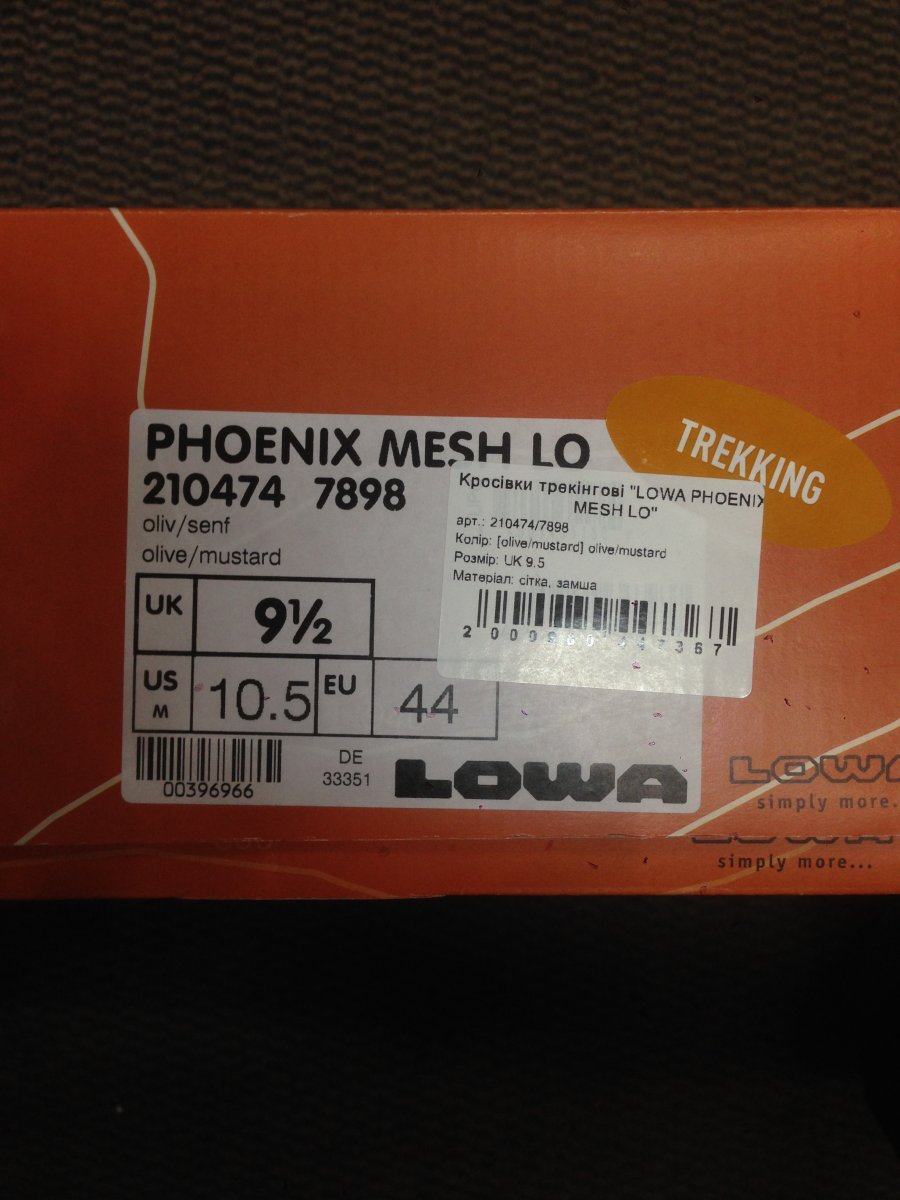 TREKKING
PHOENIX MESH LO
210474 7898
oliv/senf
olive/mustard
UK 9½
US M 10.5 EU 44
00396966
DE
33351
LOWA
Кросівки трекінгові "LOWA PHOENIX
MESH LO"
арт.: 210474/7898
Колір: [olive/mustard] olive/mustard
Розмір: UK 9.5
Матеріал: сітка, замша
LOWA
simply more.
LOWA
simply more...